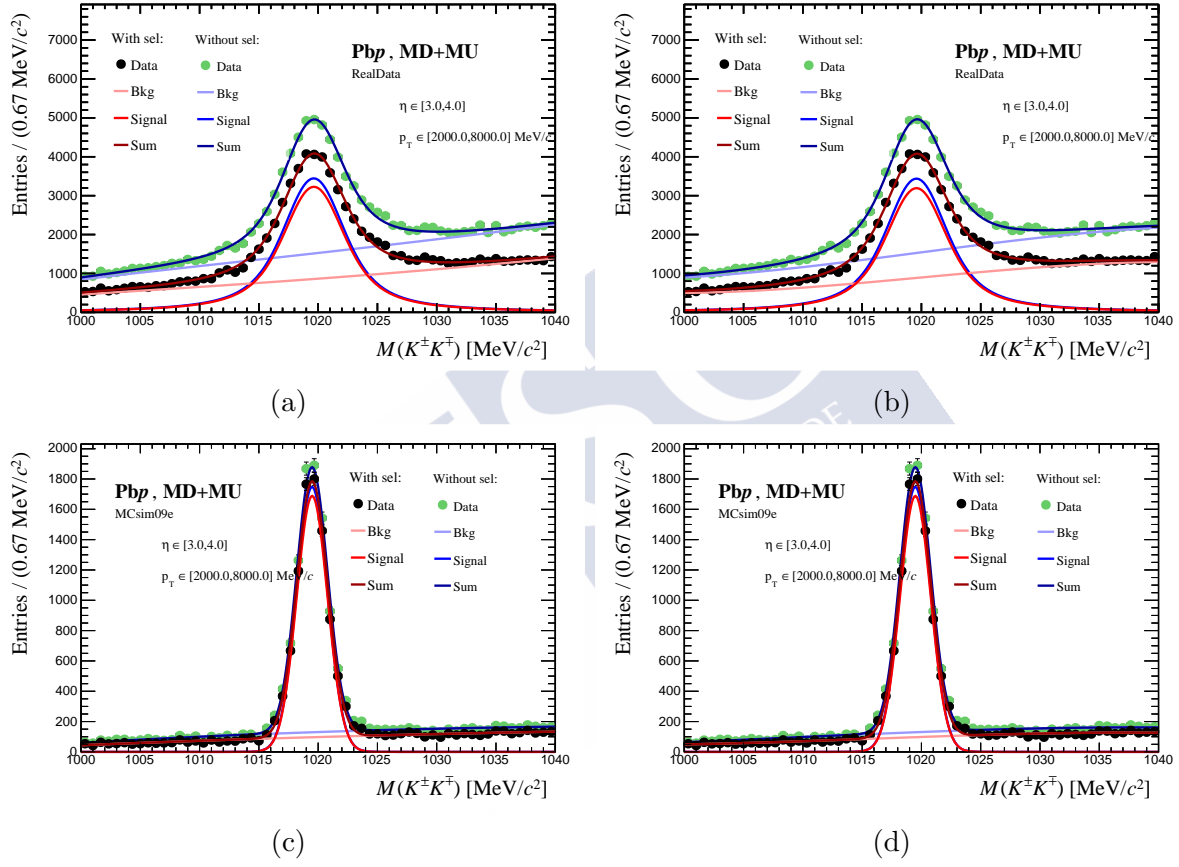 (a)
Entries / (0.67 MeV/c²)
7000
6000
5000
4000
3000
2000
1000
0
With sel:
Data
Bkg
Signal
Sum
Without sel:
Data
Bkg
Signal
Sum
Pbp , MD+MU
RealData
η ∈ [3.0,4.0]
p_T ∈ [2000.0,8000.0] MeV/c
1000 1005 1010 1015 1020 1025 1030 1035 1040
M(K±K∓) [MeV/c²]
(b)
Entries / (0.67 MeV/c²)
7000
6000
5000
4000
3000
2000
1000
0
With sel:
Data
Bkg
Signal
Sum
Without sel:
Data
Bkg
Signal
Sum
Pbp , MD+MU
RealData
η ∈ [3.0,4.0]
p_T ∈ [2000.0,8000.0] MeV/c
1000 1005 1010 1015 1020 1025 1030 1035 1040
M(K±K∓) [MeV/c²]
DE
(c)
Entries / (0.67 MeV/c²)
2000
1800
1600
1400
1200
1000
800
600
400
200
0
Pbp , MD+MU
MCsim09e
η ∈ [3.0,4.0]
p_T ∈ [2000.0,8000.0] MeV/c
With sel:
Data
Bkg
Signal
Sum
Without sel:
Data
Bkg
Signal
Sum
1000 1005 1010 1015 1020 1025 1030 1035 1040
M(K±K∓) [MeV/c²]
(d)
Entries / (0.67 MeV/c²)
2000
1800
1600
1400
1200
1000
800
600
400
200
0
Pbp , MD+MU
MCsim09e
η ∈ [3.0,4.0]
p_T ∈ [2000.0,8000.0] MeV/c
With sel:
Data
Bkg
Signal
Sum
Without sel:
Data
Bkg
Signal
Sum
1000 1005 1010 1015 1020 1025 1030 1035 1040
M(K±K∓) [MeV/c²]